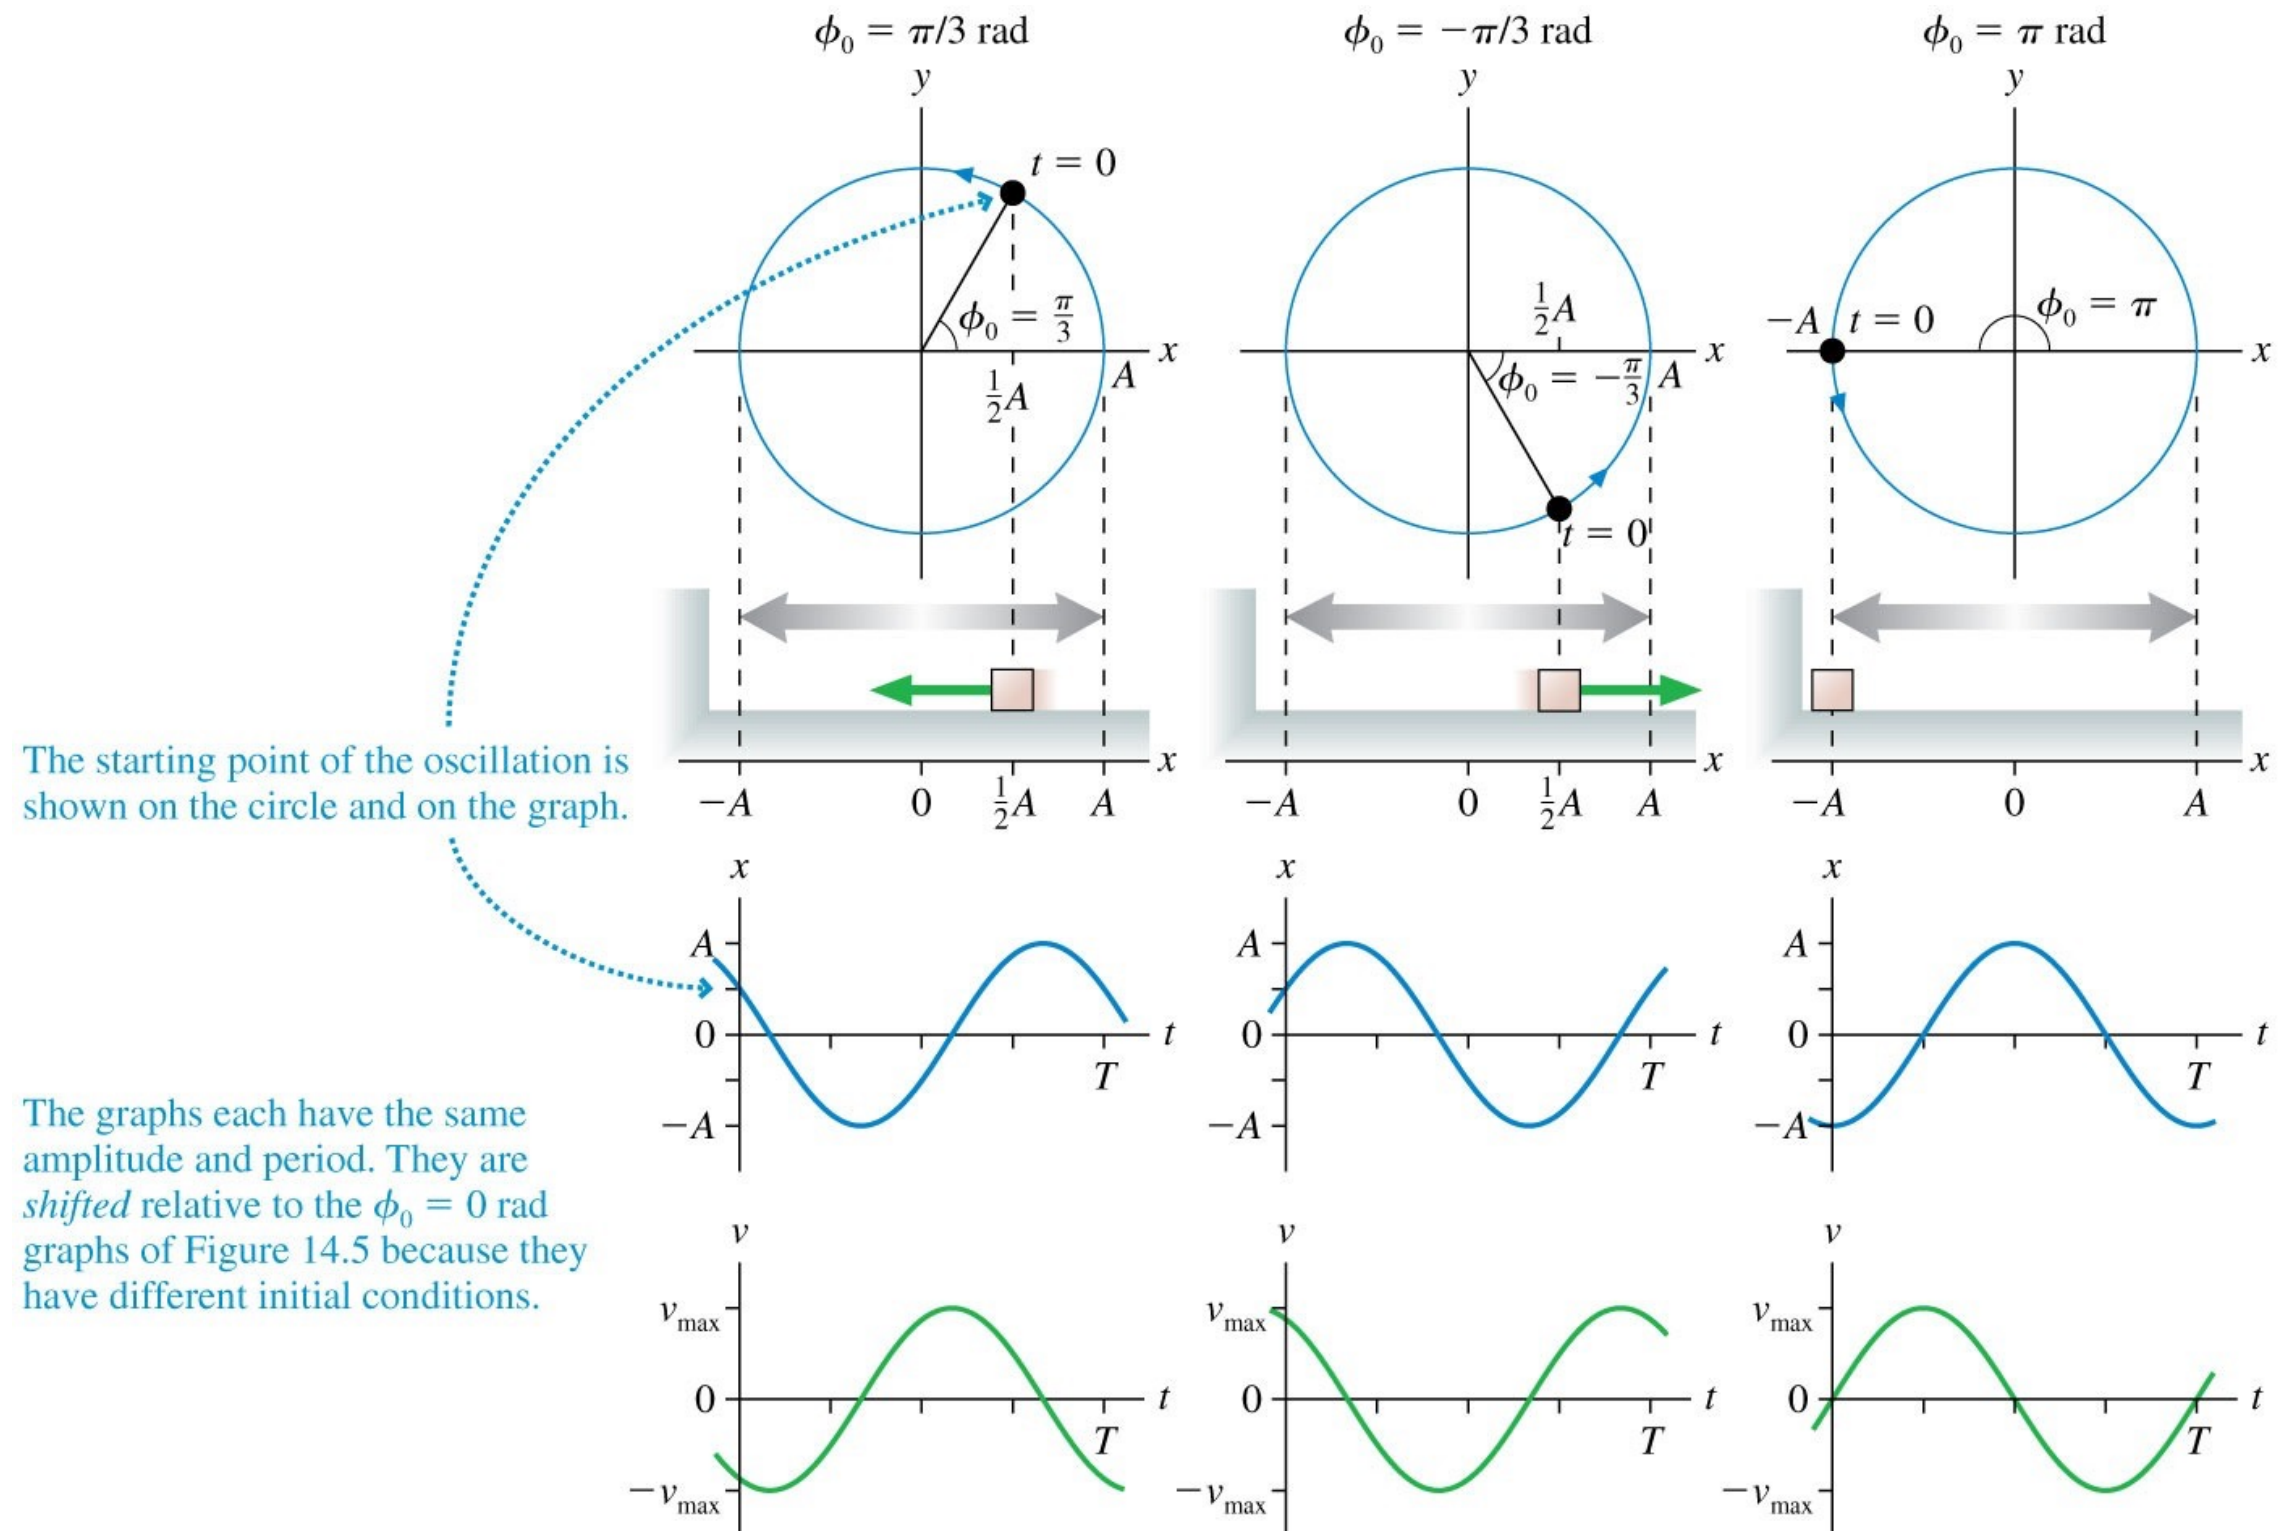 ϕ₀ = π/3 rad
ϕ₀ = −π/3 rad
ϕ₀ = π rad
y
y
y
t = 0
ϕ₀ = π/3
x
½A
A
½A
x
ϕ₀ = −π/3
A
t = 0
−A
t = 0
ϕ₀ = π
x
The starting point of the oscillation is
shown on the circle and on the graph.
x
−A
0
½A
A
x
−A
0
½A
A
x
−A
0
A
x
A
0
−A
t
T
x
A
0
−A
t
T
x
A
0
−A
t
T
The graphs each have the same
amplitude and period. They are
shifted relative to the ϕ₀ = 0 rad
graphs of Figure 14.5 because they
have different initial conditions.
v
vmax
0
−vmax
t
T
v
vmax
0
−vmax
t
T
v
vmax
0
−vmax
t
T